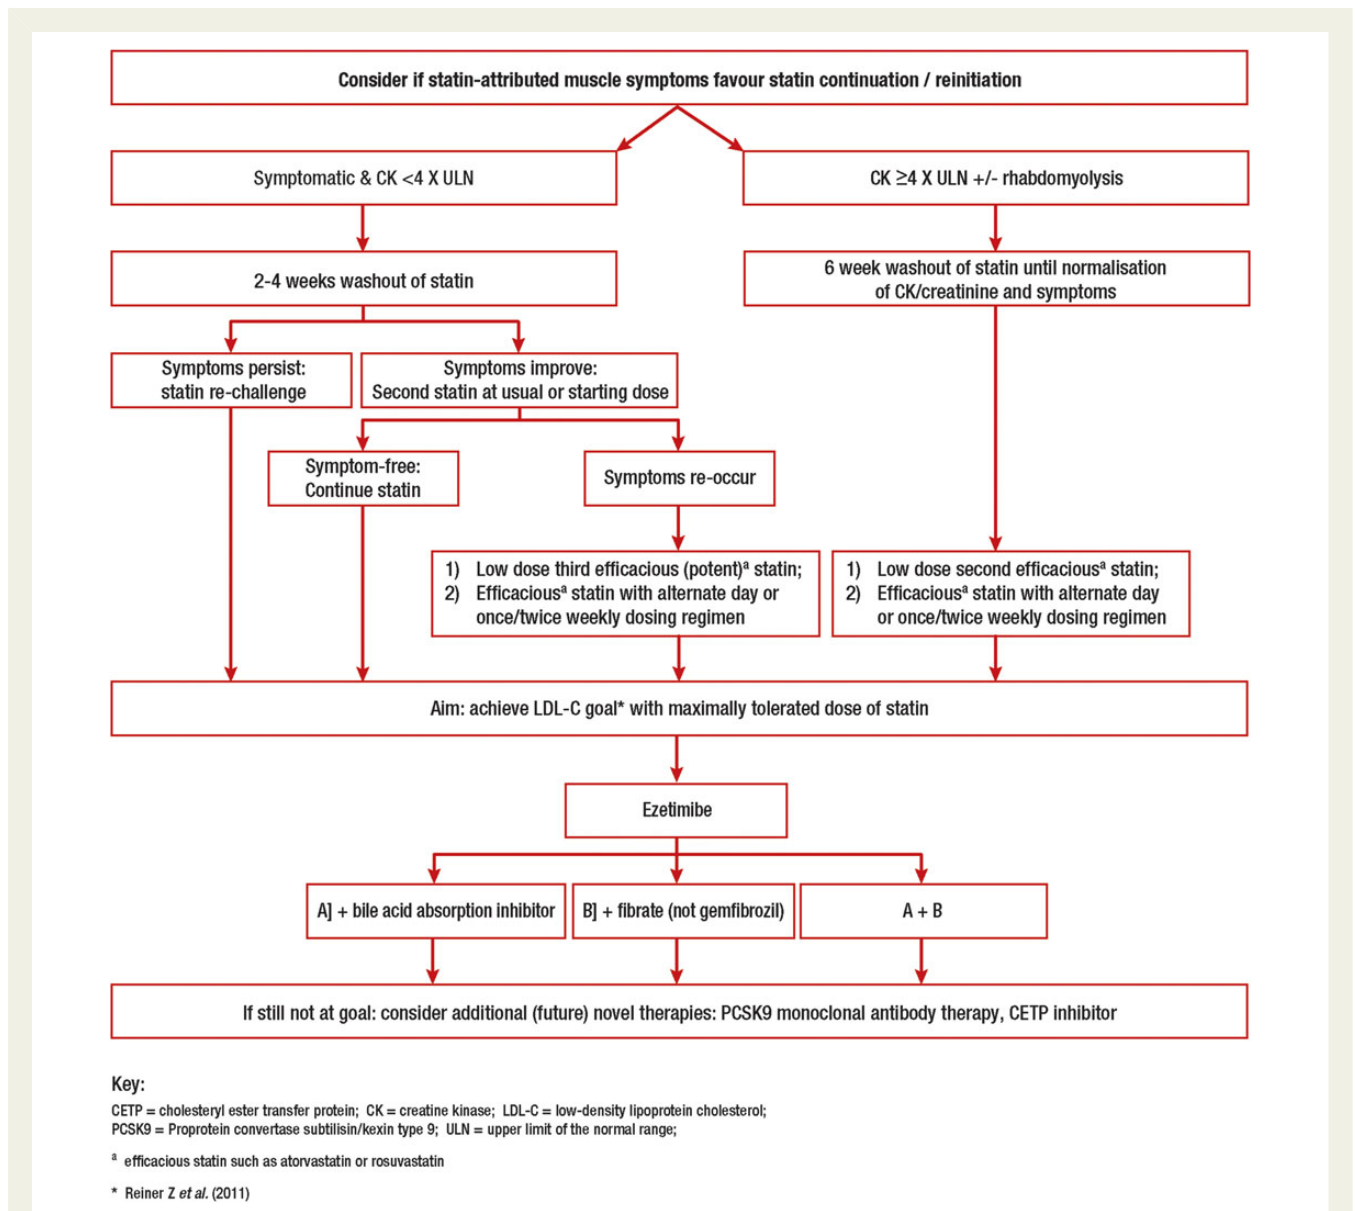 Consider if statin-attributed muscle symptoms favour statin continuation / reinitiation
Symptomatic & CK <4 X ULN
CK ≥4 X ULN +/- rhabdomyolysis
2-4 weeks washout of statin
6 week washout of statin until normalisation
of CK/creatinine and symptoms
Symptoms persist:
statin re-challenge
Symptoms improve:
Second statin at usual or starting dose
Symptom-free:
Continue statin
Symptoms re-occur
1) Low dose third efficacious (potent)ᵃ statin;
2) Efficaciousᵃ statin with alternate day or
once/twice weekly dosing regimen
1) Low dose second efficaciousᵃ statin;
2) Efficaciousᵃ statin with alternate day
or once/twice weekly dosing regimen
Aim: achieve LDL-C goal* with maximally tolerated dose of statin
Ezetimibe
A] + bile acid absorption inhibitor
B] + fibrate (not gemfibrozil)
A + B
If still not at goal: consider additional (future) novel therapies: PCSK9 monoclonal antibody therapy, CETP inhibitor
Key:
CETP = cholesteryl ester transfer protein; CK = creatine kinase; LDL-C = low-density lipoprotein cholesterol;
PCSK9 = Proprotein convertase subtilisin/kexin type 9; ULN = upper limit of the normal range;
ᵃ efficacious statin such as atorvastatin or rosuvastatin
* Reiner Z et al. (2011)